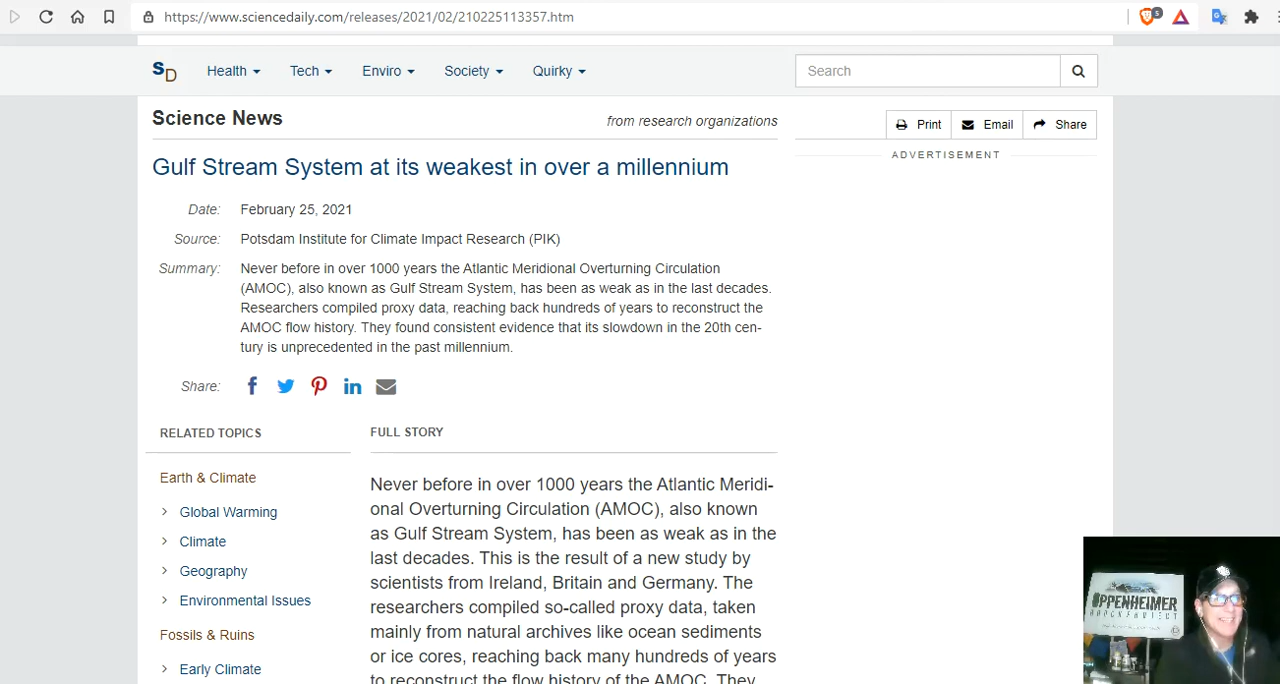 https://www.sciencedaily.com/releases/2021/02/210225113357.htm
5
SD
Health
Tech
Enviro
Society
Quirky
Search
Science News
from research organizations
Print
Email
Share
ADVERTISEMENT
Gulf Stream System at its weakest in over a millennium
Date: February 25, 2021
Source: Potsdam Institute for Climate Impact Research (PIK)
Summary: Never before in over 1000 years the Atlantic Meridional Overturning Circulation
(AMOC), also known as Gulf Stream System, has been as weak as in the last decades.
Researchers compiled proxy data, reaching back hundreds of years to reconstruct the
AMOC flow history. They found consistent evidence that its slowdown in the 20th cen-
tury is unprecedented in the past millennium.
Share:
RELATED TOPICS
Earth & Climate
Global Warming
Climate
Geography
Environmental Issues
Fossils & Ruins
Early Climate
FULL STORY
Never before in over 1000 years the Atlantic Meridi-
onal Overturning Circulation (AMOC), also known
as Gulf Stream System, has been as weak as in the
last decades. This is the result of a new study by
scientists from Ireland, Britain and Germany. The
researchers compiled so-called proxy data, taken
mainly from natural archives like ocean sediments
or ice cores, reaching back many hundreds of years
to reconstruct the flow history of the AMOC. They
OPPENHEIMER